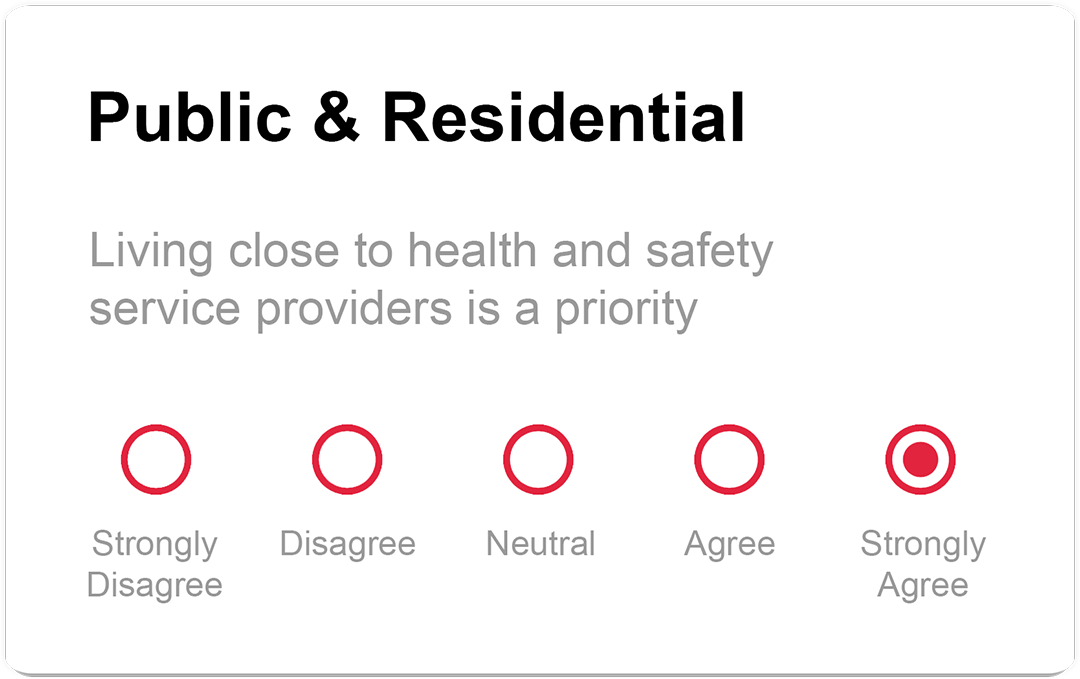 Public & Residential
Living close to health and safety
service providers is a priority
Strongly Disagree Neutral Agree Strongly
Disagree Agree